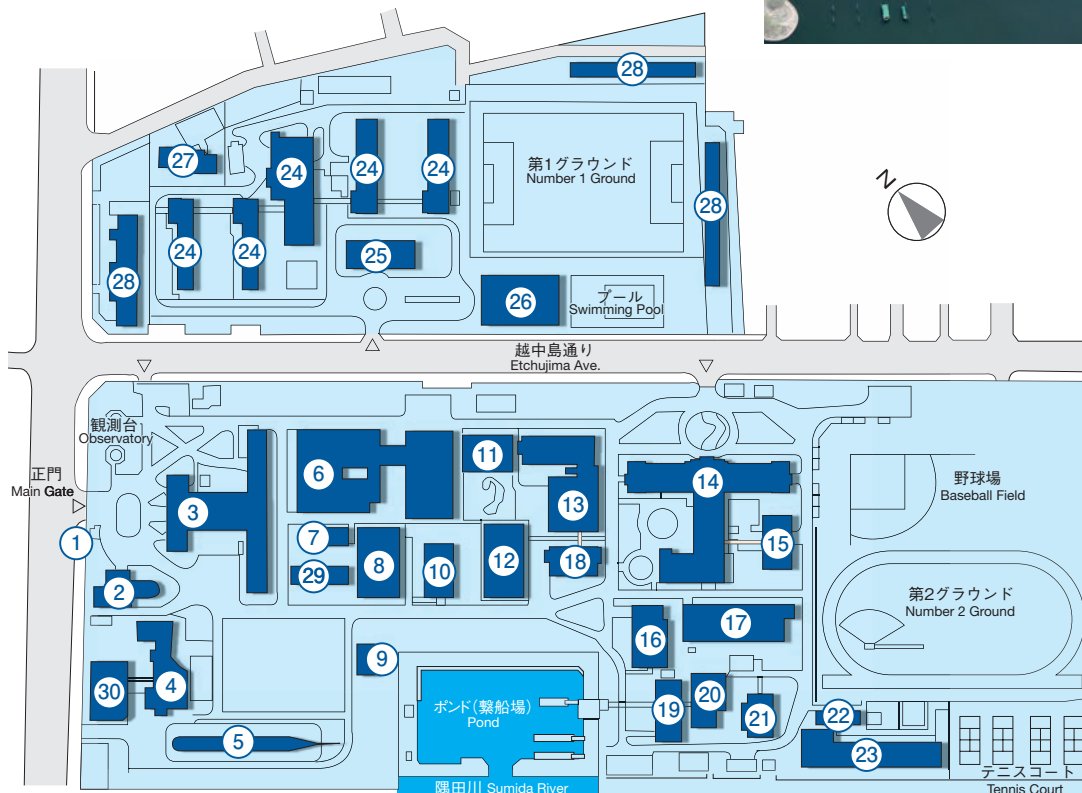 28
27
24
24
24
第1グラウンド
Number 1 Ground
N
28
24
24
25
28
26
プール
Swimming Pool
越中島通り
Etchujima Ave.
観測台
Observatory
正門
Main Gate
1
2
3
6
11
13
14
野球場
Baseball Field
7
8
10
12
18
15
29
第2グラウンド
Number 2 Ground
16
17
30
4
9
5
ポンド(繋船場)
Pond
19
20
21
22
23
隅田川 Sumida River
テニスコート
Tennis Court